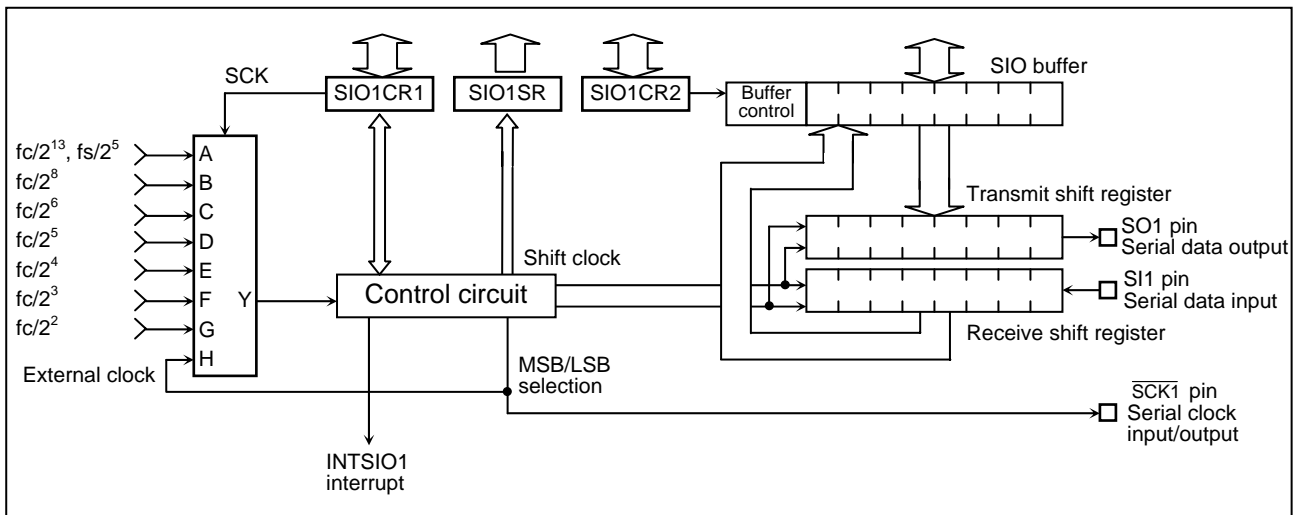 SCK
SIO1CR1
SIO1SR
SIO1CR2
SIO buffer
Buffer
control
fc/2^13, fs/2^5
A
fc/2^8
B
fc/2^6
C
fc/2^5
D
fc/2^4
E
fc/2^3
F
Y
fc/2^2
G
H
External clock
Control circuit
Shift clock
Transmit shift register
SO1 pin
Serial data output
SI1 pin
Serial data input
Receive shift register
MSB/LSB
selection
S̅C̅K̅1̅ pin
Serial clock
input/output
INTSIO1
interrupt